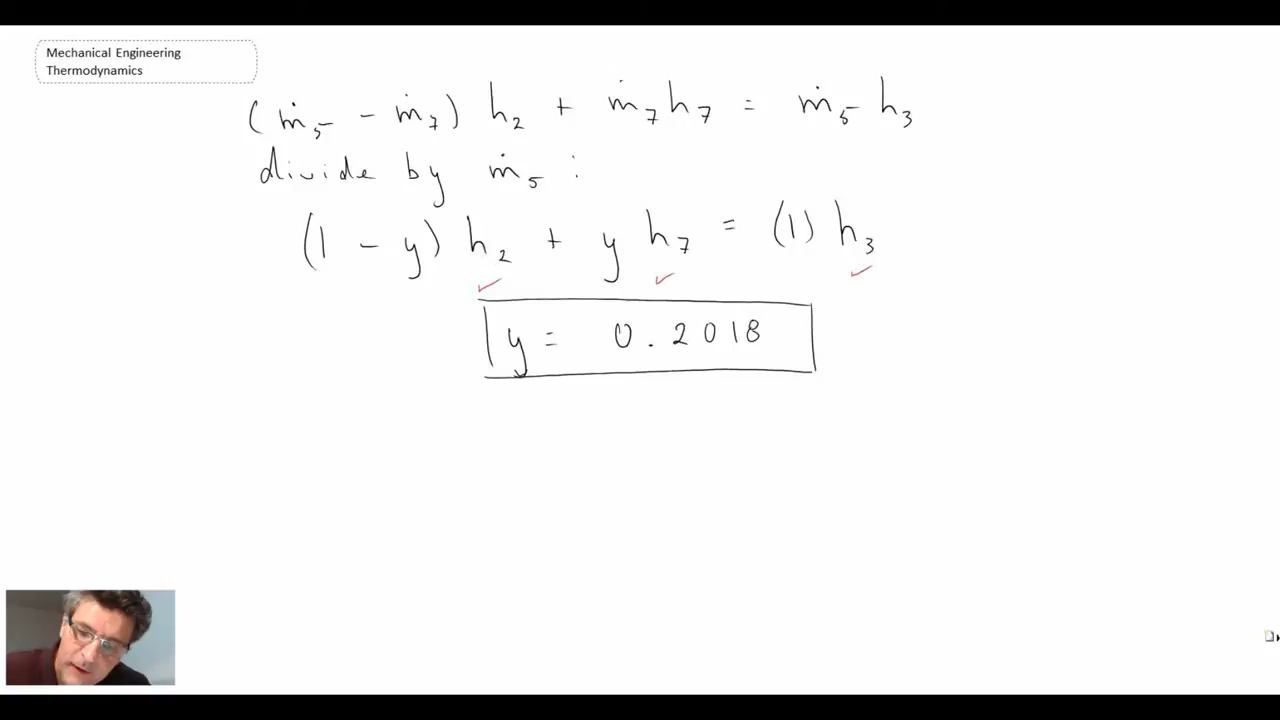 Mechanical Engineering
Thermodynamics
(ṁ₅ - ṁ₇) h₂ + ṁ₇h₇ = ṁ₅ h₃
divide by ṁ₅ :
(1 - y) h₂ + y h₇ = (1) h₃
y = 0.2018